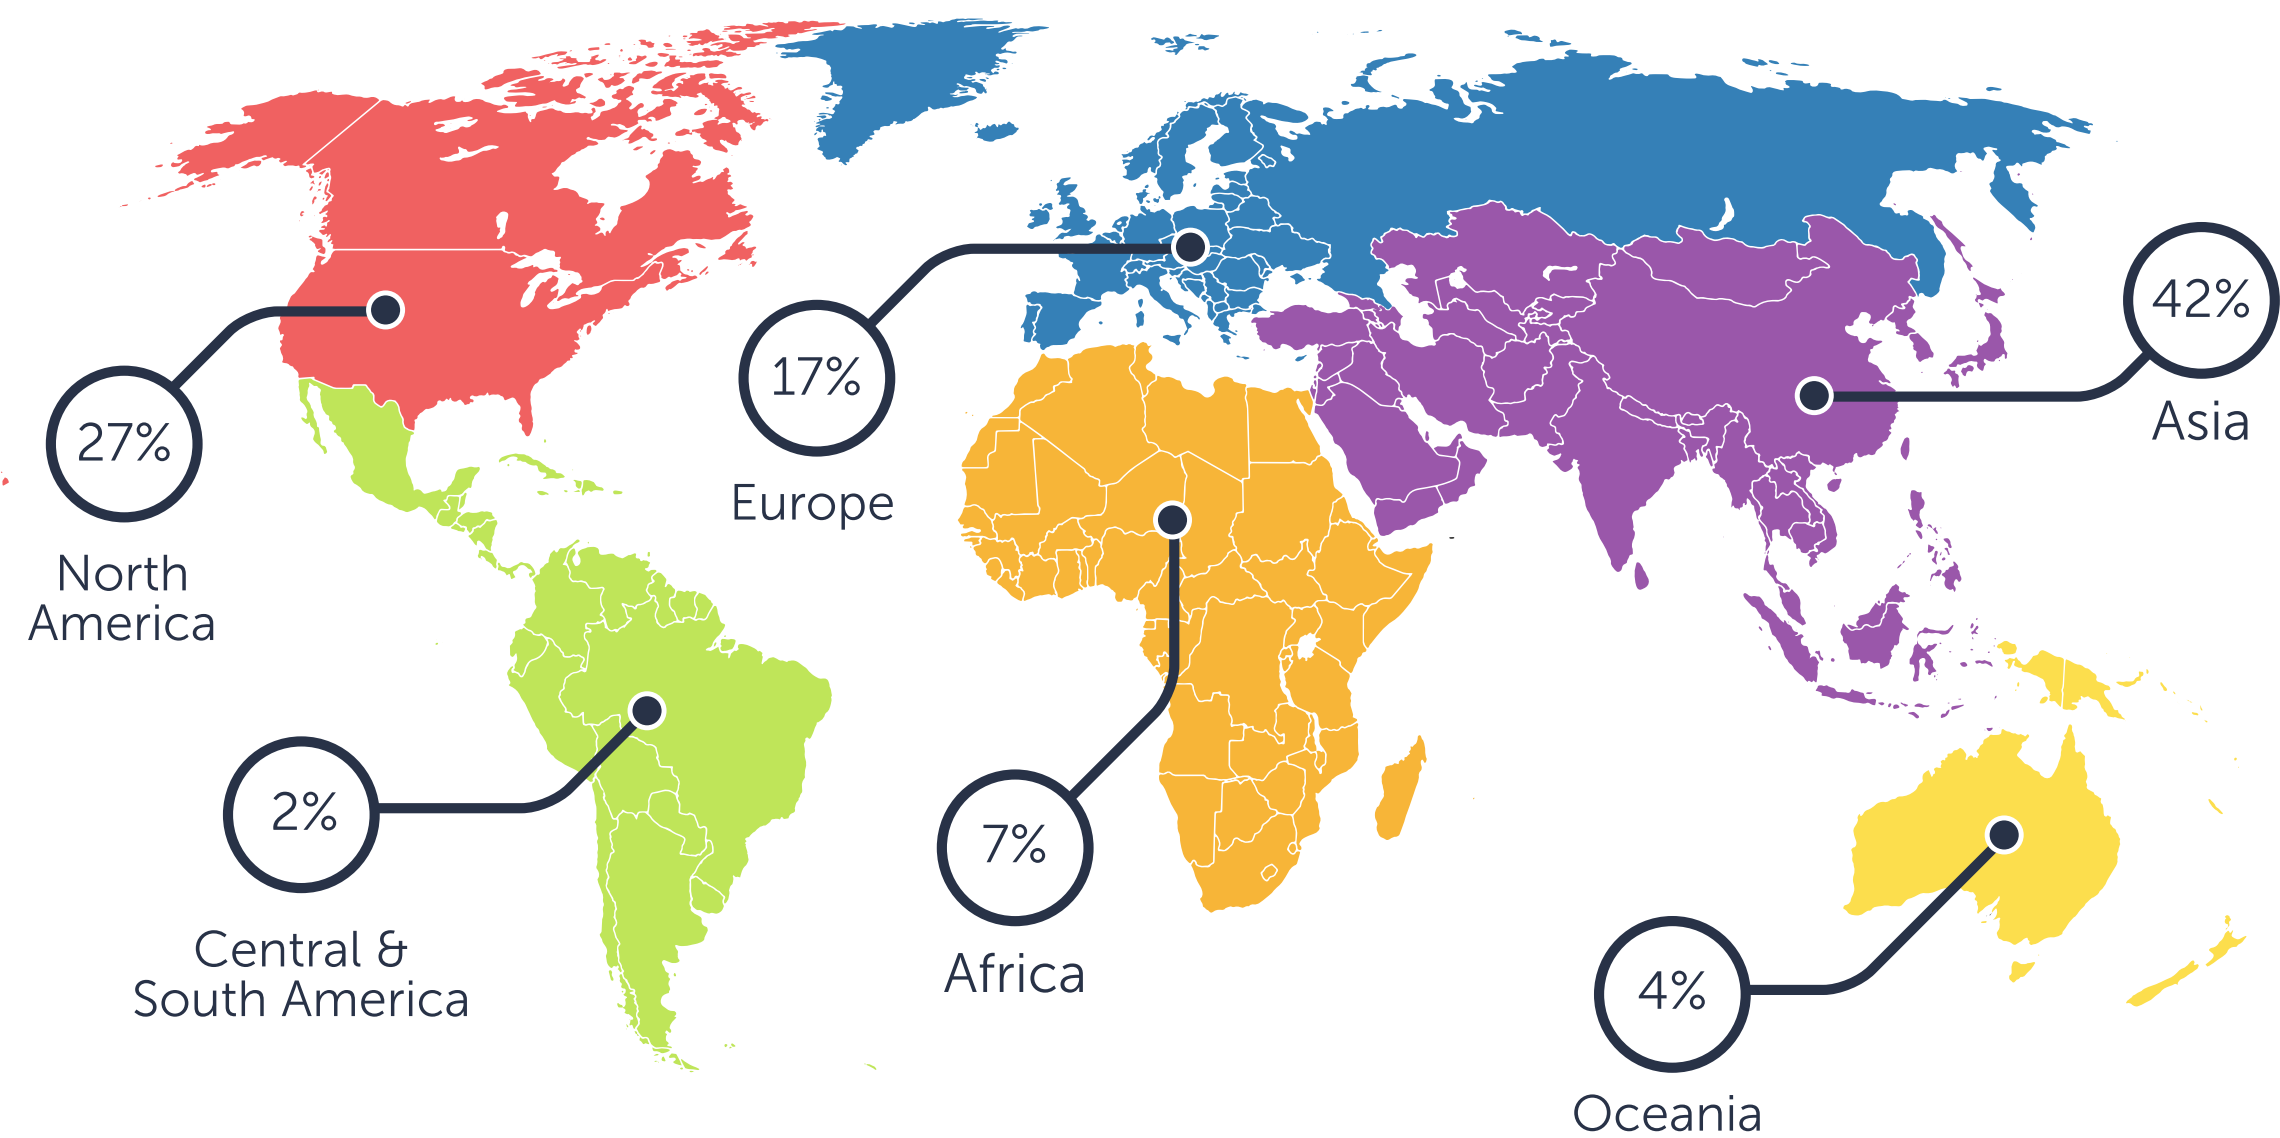 42%
Asia
17%
Europe
27%
North
America
2%
Central &
South America
7%
Africa
4%
Oceania